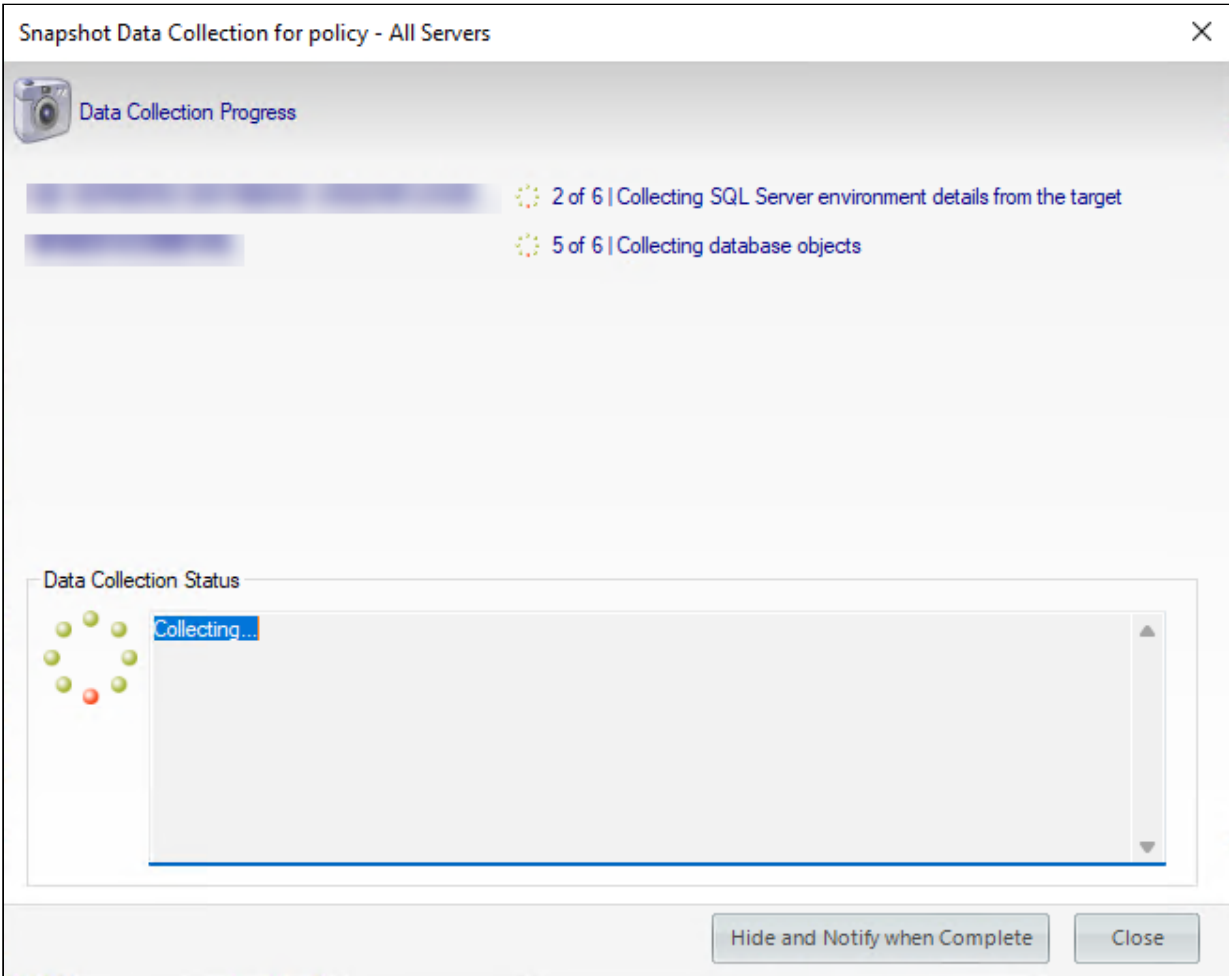 Snapshot Data Collection for policy - All Servers
Data Collection Progress
2 of 6 | Collecting SQL Server environment details from the target
5 of 6 | Collecting database objects
Data Collection Status
Collecting...
Hide and Notify when Complete
Close